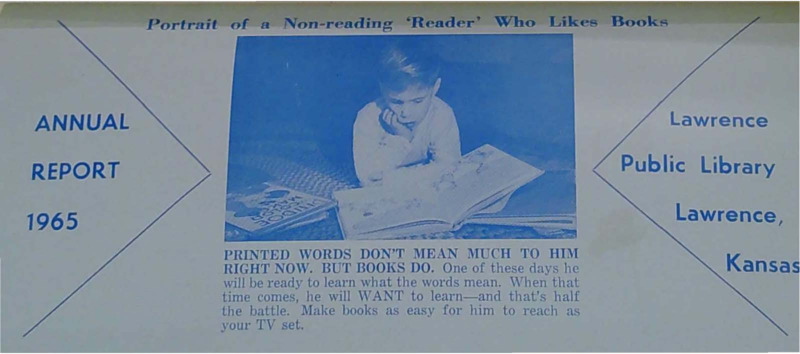 Portrait of a Non-reading 'Reader' Who Likes Books
ANNUAL
REPORT
1965
Lawrence
Public Library
Lawrence,
Kansas
PRINTED WORDS DON'T MEAN MUCH TO HIM
RIGHT NOW. BUT BOOKS DO. One of these days he
will be ready to learn what the words mean. When that
time comes, he will WANT to learn—and that's half
the battle. Make books as easy for him to reach as
your TV set.